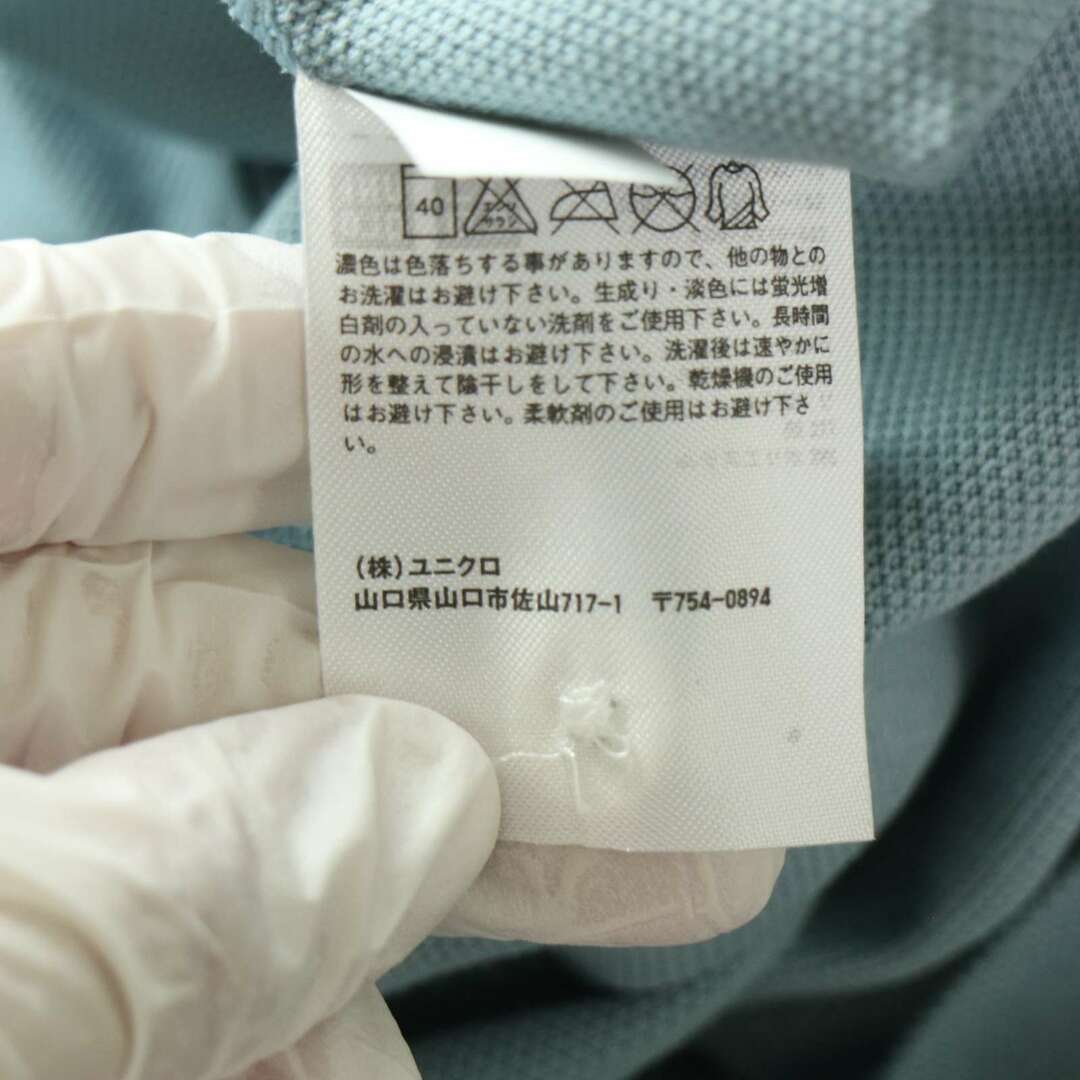 40
エンソ
サラシ
濃色は色落ちする事がありますので、他の物との
お洗濯はお避け下さい。生成り・淡色には蛍光増
白剤の入っていない洗剤をご使用下さい。長時間
の水への浸漬はお避け下さい。洗濯後は速やかに
形を整えて陰干しをして下さい。乾燥機のご使用
はお避け下さい。柔軟剤のご使用はお避け下さ
い。
(株)ユニクロ
山口県山口市佐山717-1 〒754-0894